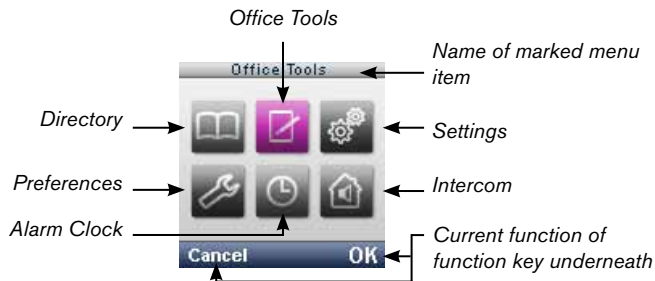 Office Tools
Office Tools
Name of marked menu
item
Directory
Settings
Preferences
Intercom
Alarm Clock
Current function of
function key underneath
Cancel
OK